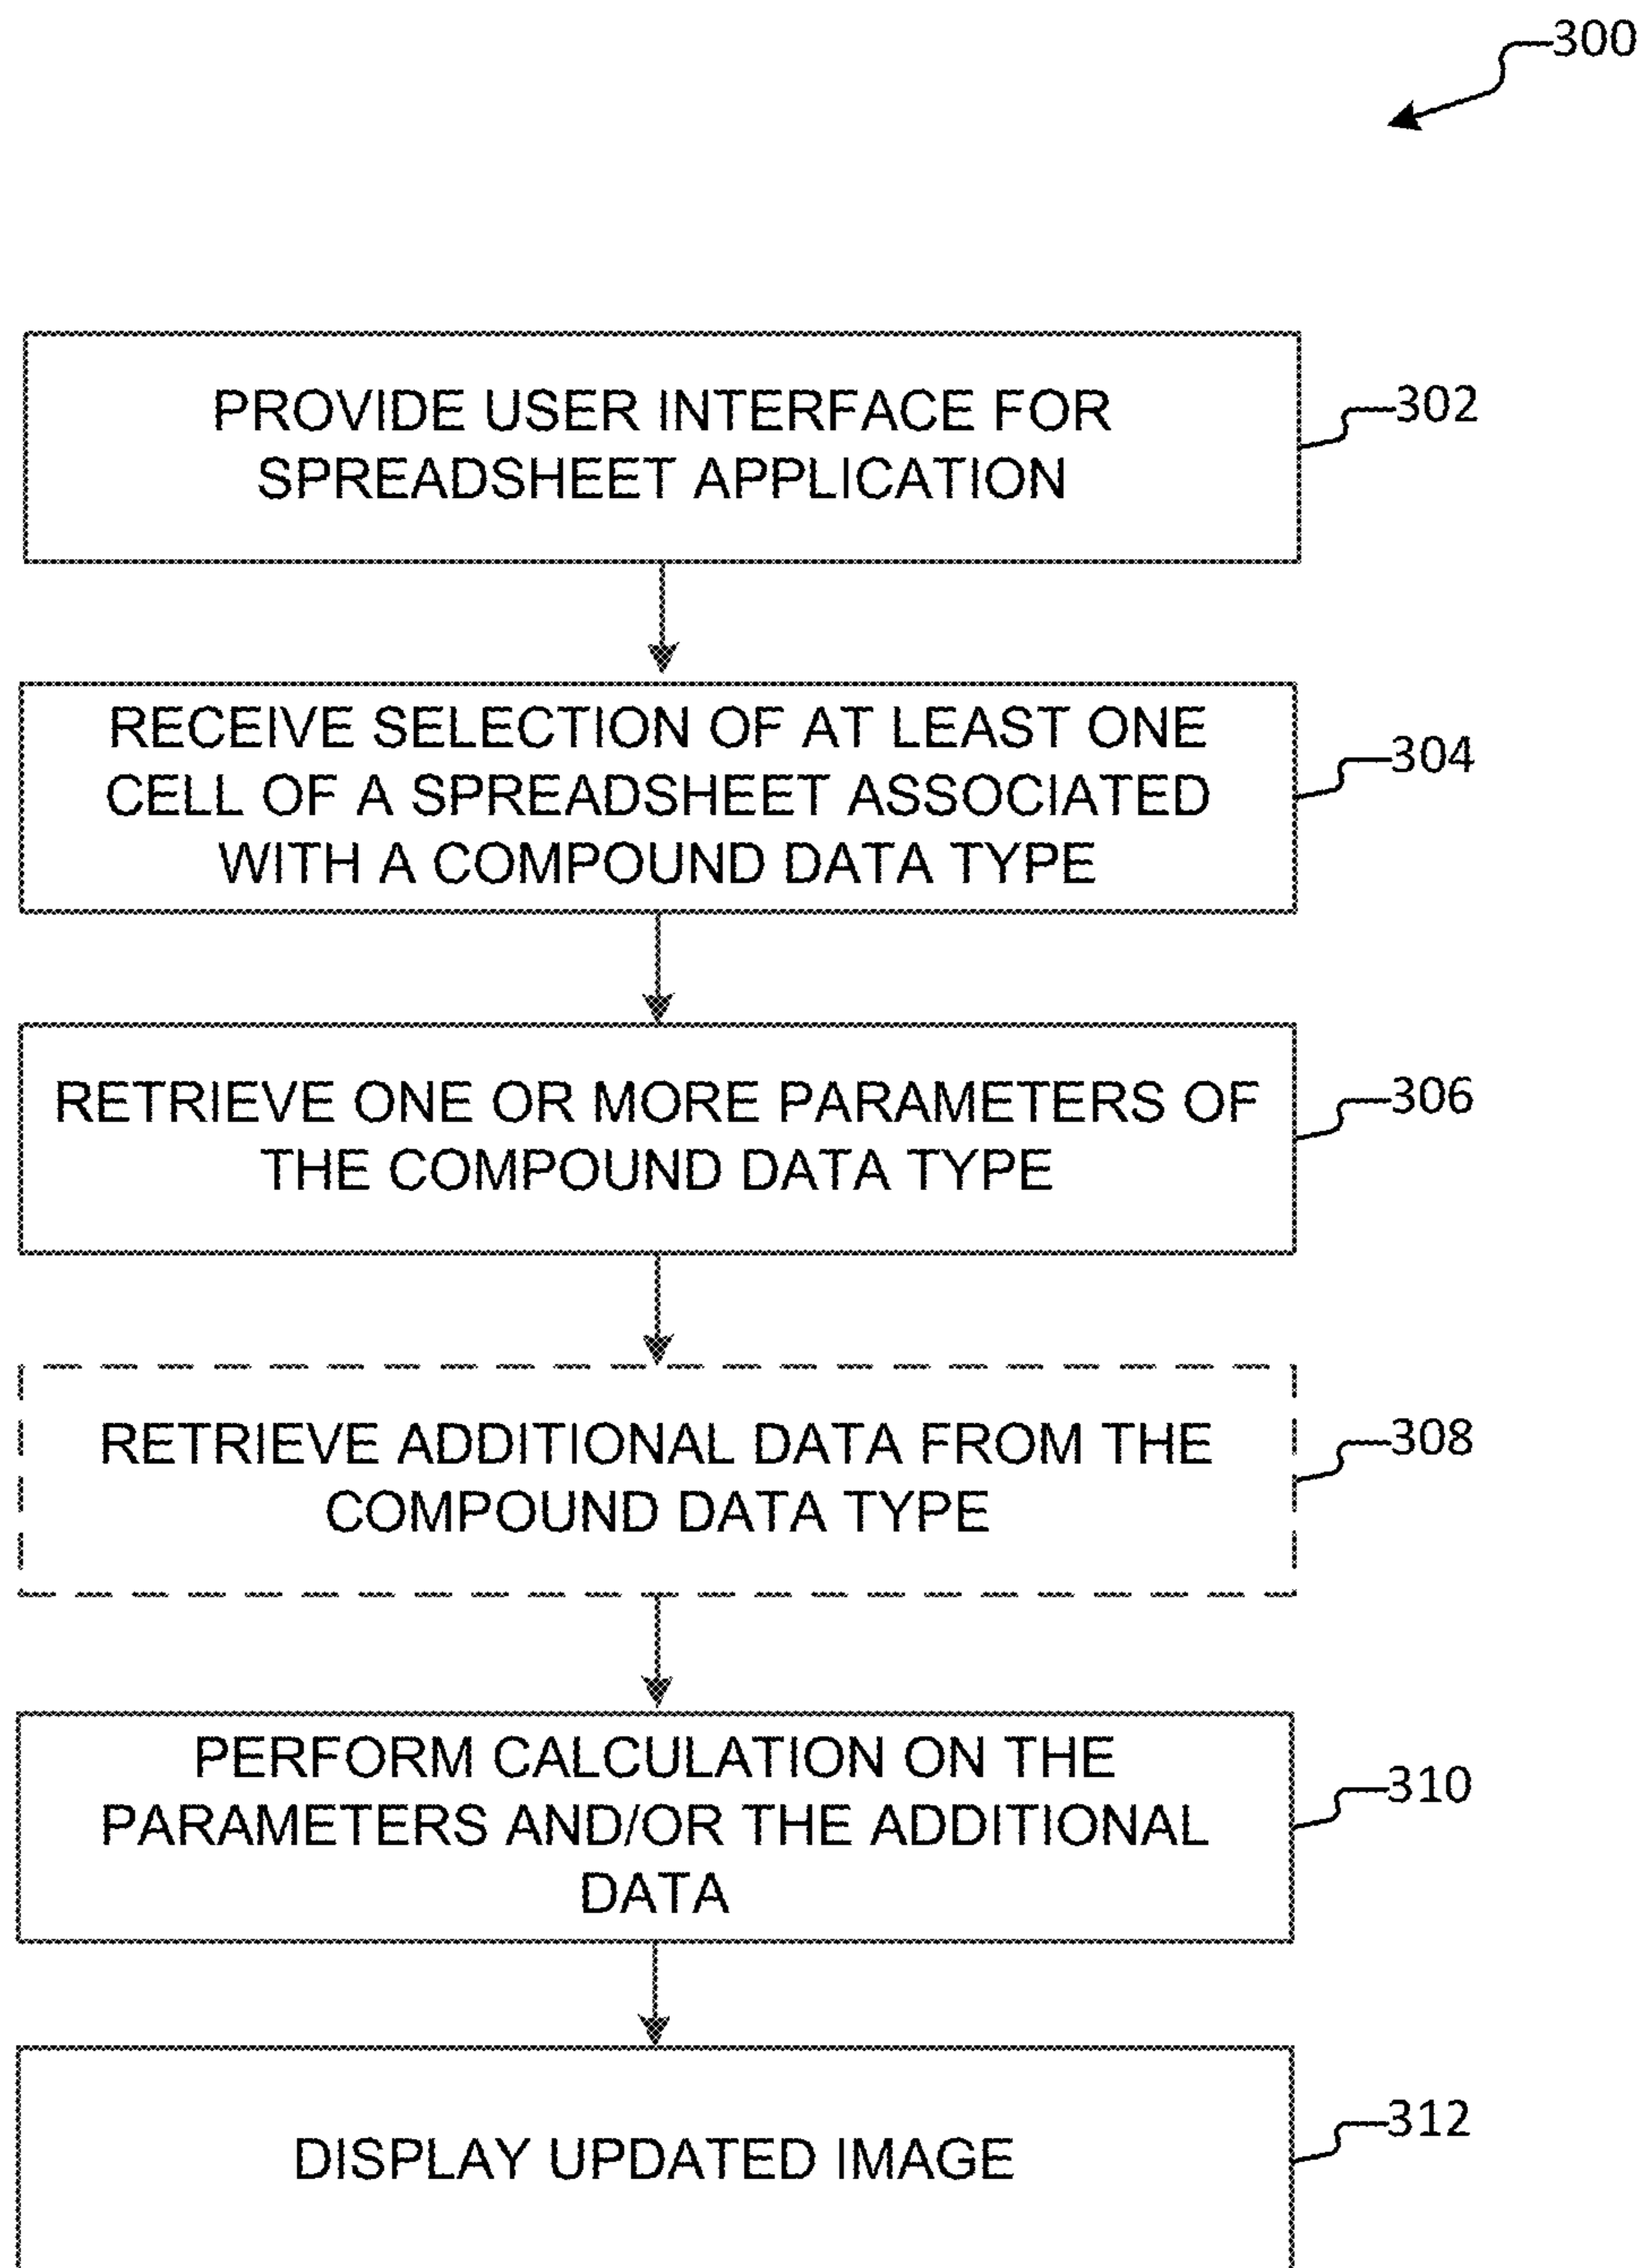 300
PROVIDE USER INTERFACE FOR
SPREADSHEET APPLICATION
302
RECEIVE SELECTION OF AT LEAST ONE
CELL OF A SPREADSHEET ASSOCIATED
WITH A COMPOUND DATA TYPE
304
RETRIEVE ONE OR MORE PARAMETERS OF
THE COMPOUND DATA TYPE
306
RETRIEVE ADDITIONAL DATA FROM THE
COMPOUND DATA TYPE
308
PERFORM CALCULATION ON THE
PARAMETERS AND/OR THE ADDITIONAL
DATA
310
DISPLAY UPDATED IMAGE
312